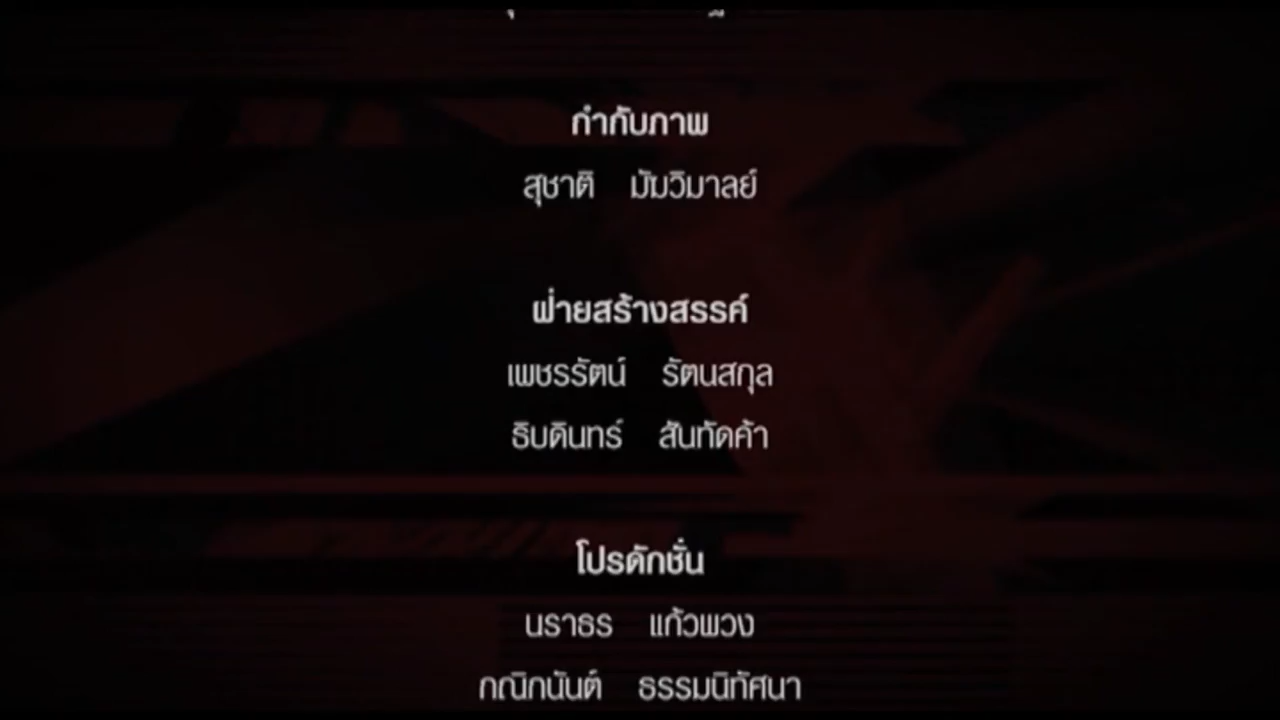 กำกับภาพ
สุชาติ มัฆวิมาลย์
ฝ่ายสร้างสรรค์
เพชรรัตน์ รัตนสกุล
ธิบดินทร์ สันทัดค้า
โปรดักชั่น
นราธร แก้วพวง
กณิกนันต์ ธรรมนิทัศนา